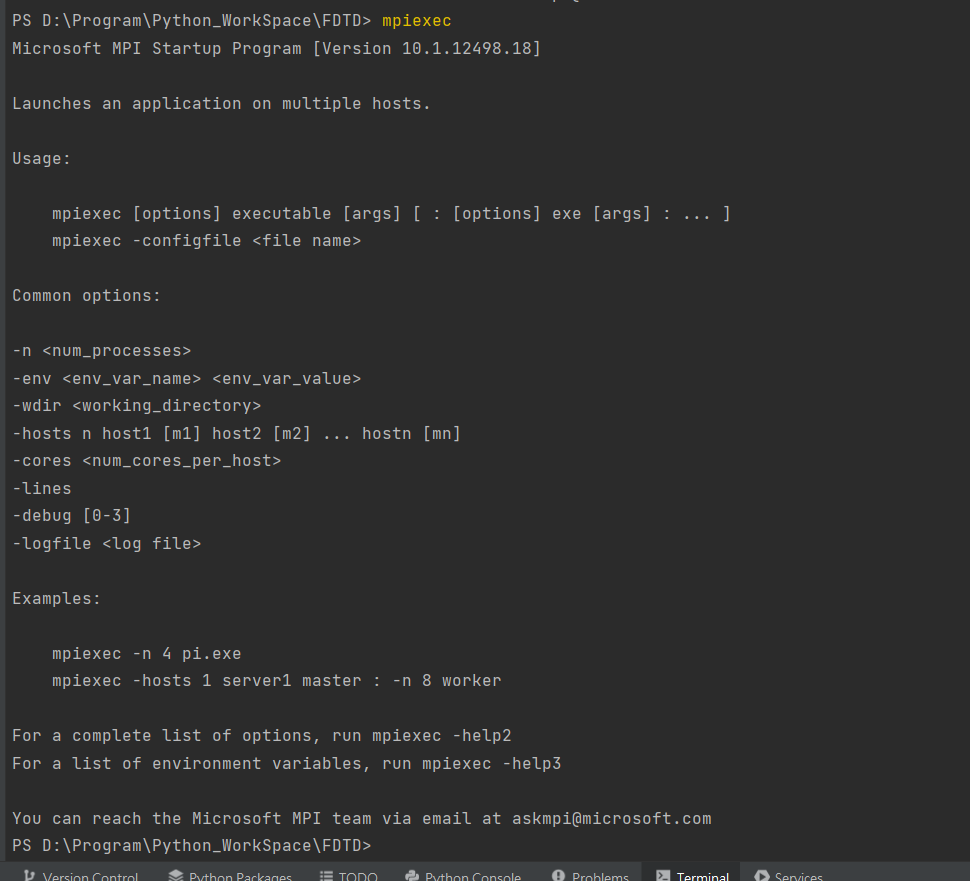 PS D:\Program\Python_WorkSpace\FDTD> mpiexec
Microsoft MPI Startup Program [Version 10.1.12498.18]
Launches an application on multiple hosts.
Usage:
mpiexec [options] executable [args] [ : [options] exe [args] : ... ]
mpiexec -configfile <file name>
Common options:
-n <num_processes>
-env <env_var_name> <env_var_value>
-wdir <working_directory>
-hosts n host1 [m1] host2 [m2] ... hostn [mn]
-cores <num_cores_per_host>
-lines
-debug [0-3]
-logfile <log file>
Examples:
mpiexec -n 4 pi.exe
mpiexec -hosts 1 server1 master : -n 8 worker
For a complete list of options, run mpiexec -help2
For a list of environment variables, run mpiexec -help3
You can reach the Microsoft MPI team via email at askmpi@microsoft.com
PS D:\Program\Python_WorkSpace\FDTD>
Version Control Python Packages TODO Python Console Problems Terminal Services